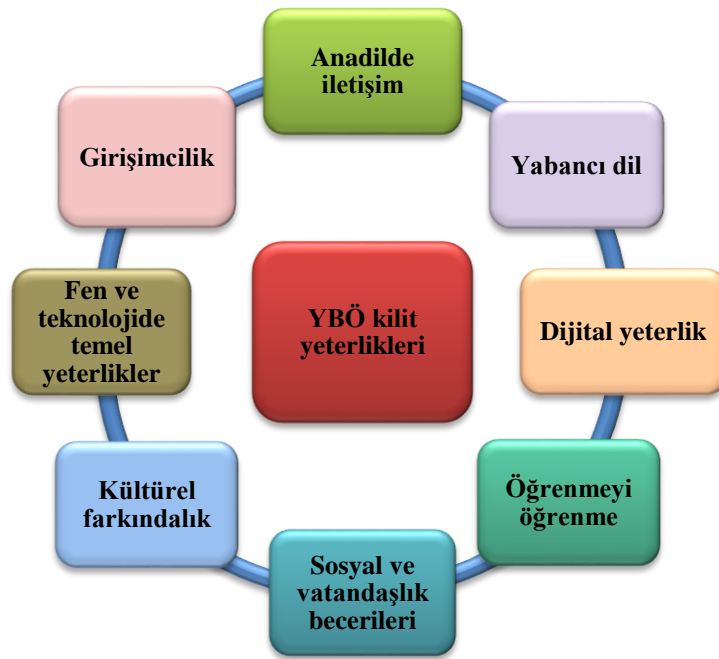 Anadilde
iletişim
Yabancı dil
Dijital yeterlik
Öğrenmeyi
öğrenme
Sosyal ve
vatandaşlık
becerileri
Kültürel
farkındalık
Fen ve
teknolojide
temel
yeterlikler
Girişimcilik
YBÖ kilit
yeterlikleri